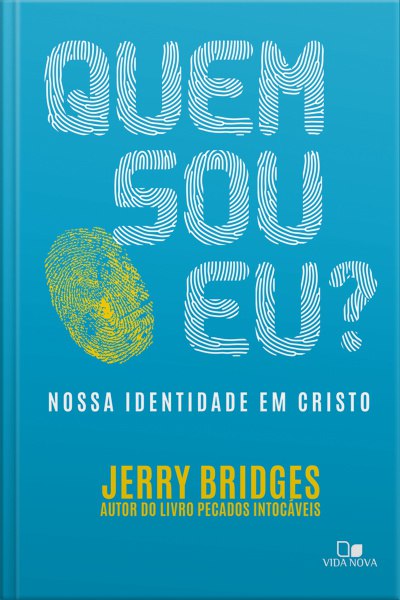 QUEM
SOU
EU?
NOSSA IDENTIDADE EM CRISTO
JERRY BRIDGES
AUTOR DO LIVRO PECADOS INTOCÁVEIS
VIDA NOVA